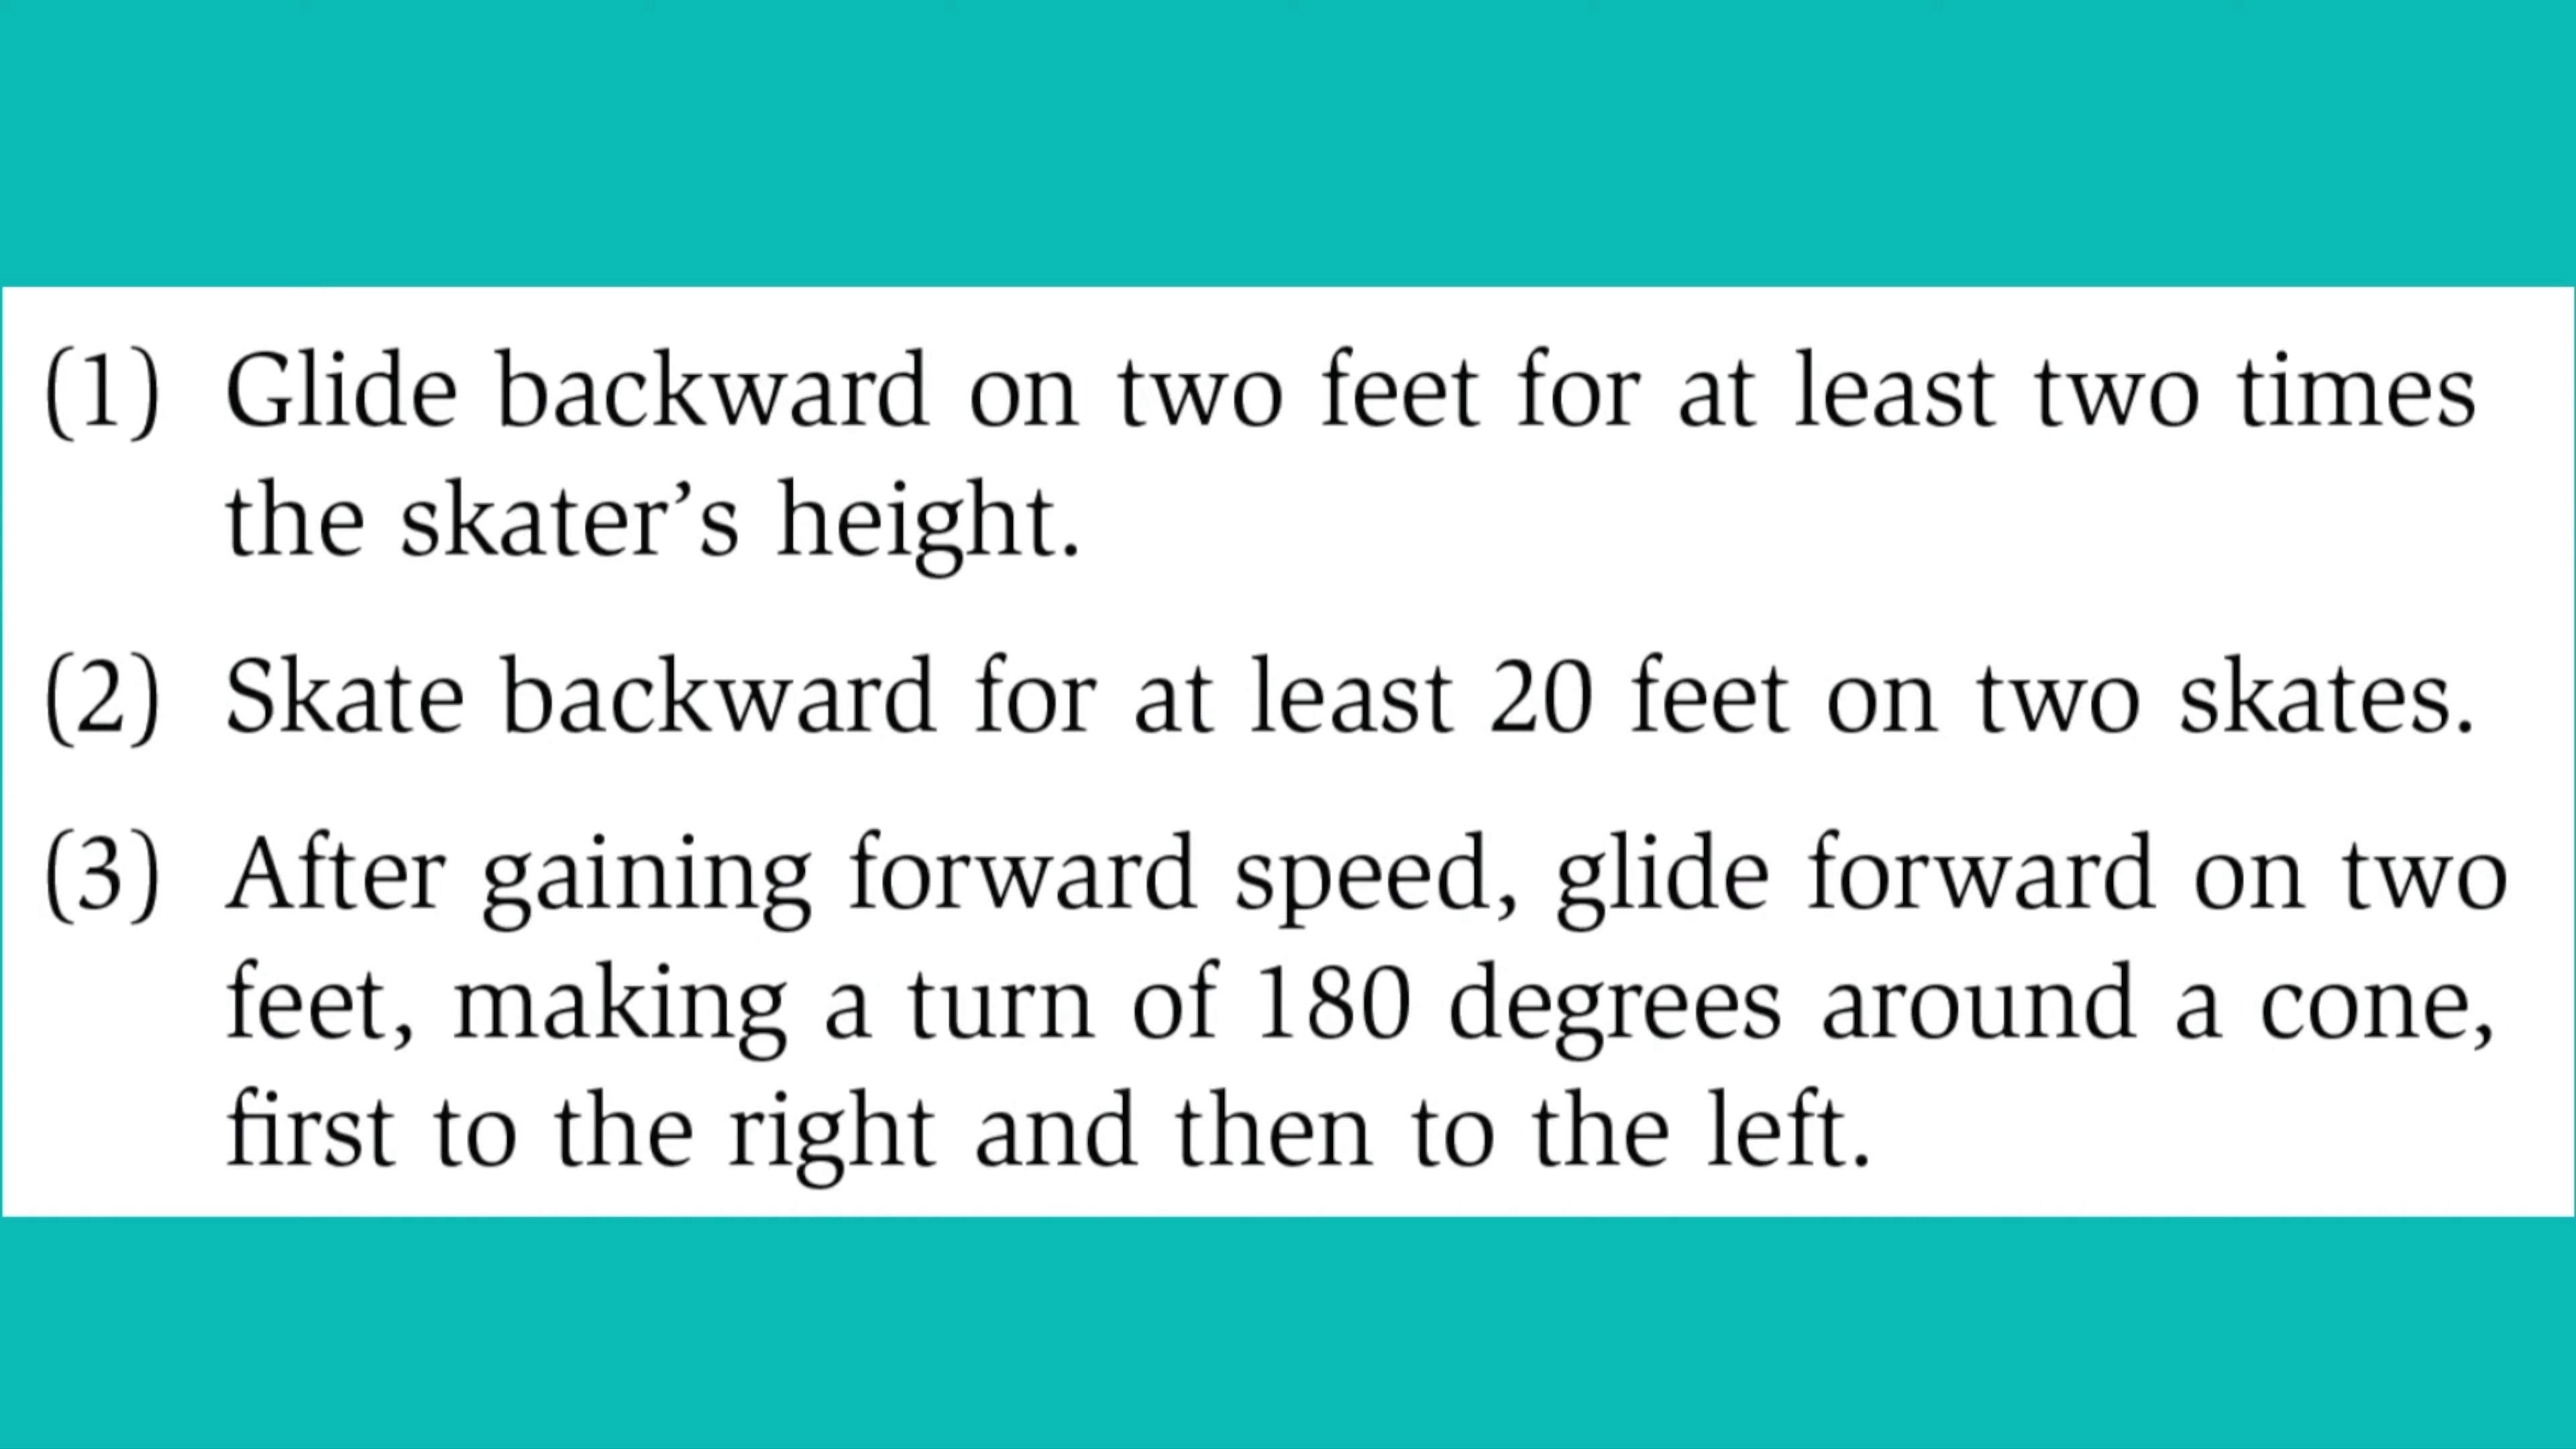 (1) Glide backward on two feet for at least two times
the skater’s height.
(2) Skate backward for at least 20 feet on two skates.
(3) After gaining forward speed, glide forward on two
feet, making a turn of 180 degrees around a cone,
first to the right and then to the left.